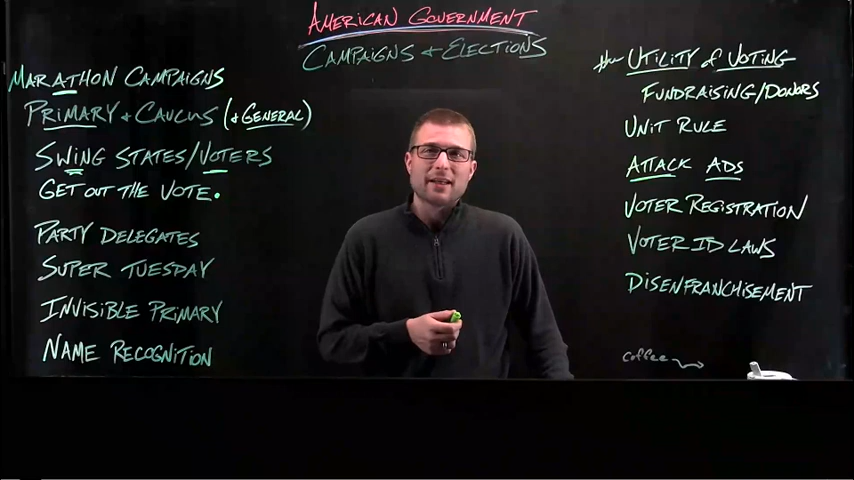 AMERICAN GOVERNMENT
CAMPAIGNS & ELECTIONS
MARATHON CAMPAIGNS
PRIMARY & CAUCUS (& GENERAL)
SWING STATES/VOTERS
GET OUT THE VOTE.
PARTY DELEGATES
SUPER TUESDAY
INVISIBLE PRIMARY
NAME RECOGNITION
the UTILITY of VOTING
FUNDRAISING/DONORS
UNIT RULE
ATTACK ADS
VOTER REGISTRATION
VOTER ID LAWS
DISENFRANCHISEMENT
coffee